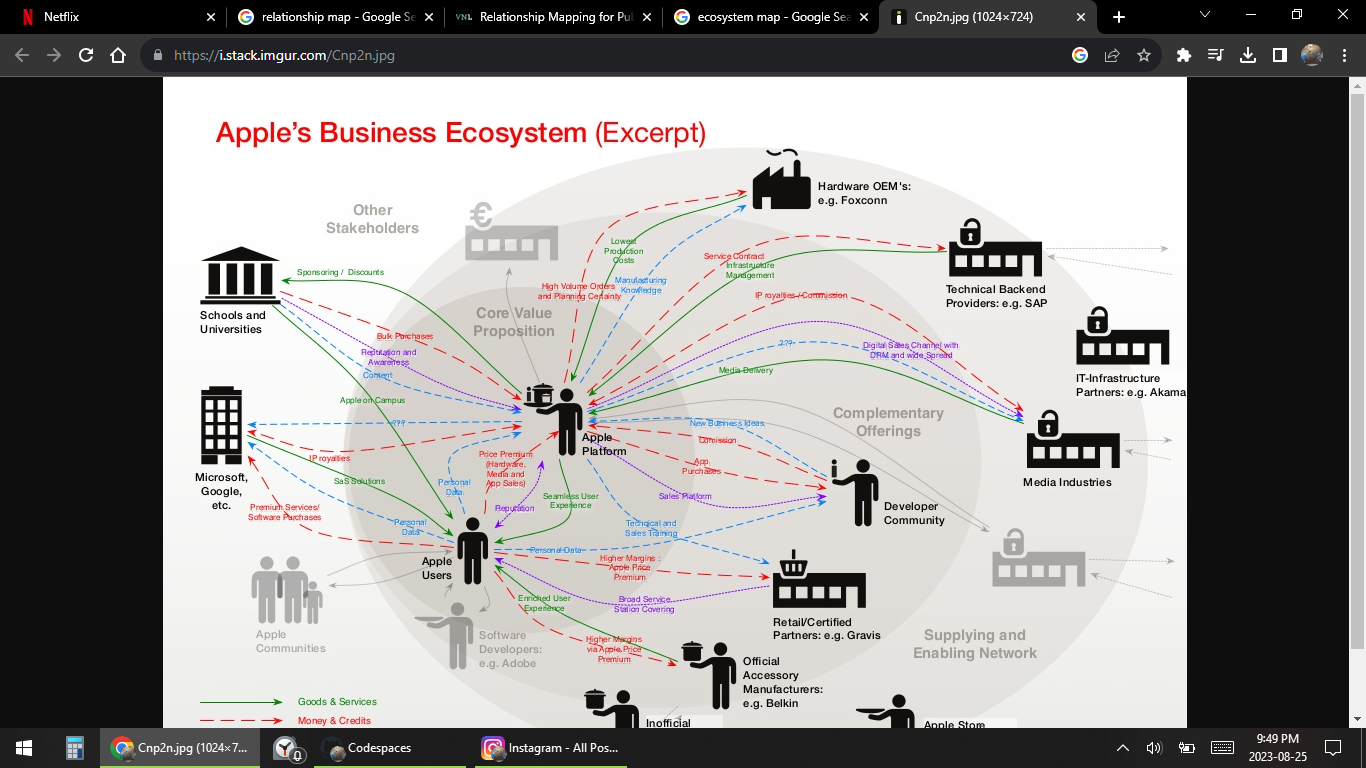 Netflix
relationship map - Google Se
VNL
Relationship Mapping for Pul
ecosystem map - Google Sea
Cnp2n.jpg (1024×724)
https://i.stack.imgur.com/Cnp2n.jpg
Apple's Business Ecosystem (Excerpt)
Other
Stakeholders
€
Hardware OEM's:
e.g. Foxconn
Lowest
Production
Costs
Service Contract
Infrastructure
Management
Technical Backend
Providers: e.g. SAP
Sponsoring / Discounts
Manufacturing
Knowledge
High Volume Orders
and Planning Certainty
IP royalties / Commission
Schools and
Universities
Core Value
Proposition
Bulk Purchases
Reputation and
Awareness
Content
???
Digital Sales Channel with
DRM and wide Spread
Media Delivery
IT-Infrastructure
Partners: e.g. Akama
Apple on Campus
Complementary
Offerings
???
New Business Ideas
Comission
App
Purchases
Apple
Platform
IP royalties
Price Premium
(Hardware,
Media and
App Sales)
Microsoft,
Google,
etc.
SaS Solutions
Personal
Data
Seamless User
Experience
Sales Platform
Media Industries
Developer
Community
Premium Services/
Software Purchases
Reputation
Personal
Data
Technical and
Sales Training
Personal Data
Apple
Users
Higher Margins :
Apple Price
Premium
Enriched User
Experience
Broad Service
Station Covering
Retail/Certified
Partners: e.g. Gravis
Apple
Communities
Software
Developers:
e.g. Adobe
Higher Margins
via Apple Price
Premium
Supplying and
Enabling Network
Official
Accessory
Manufacturers:
e.g. Belkin
Goods & Services
Money & Credits
Inofficial
Apple Store
Cnp2n.jpg (1024×7...
Codespaces
Instagram - All Pos...
9:49 PM
2023-08-25